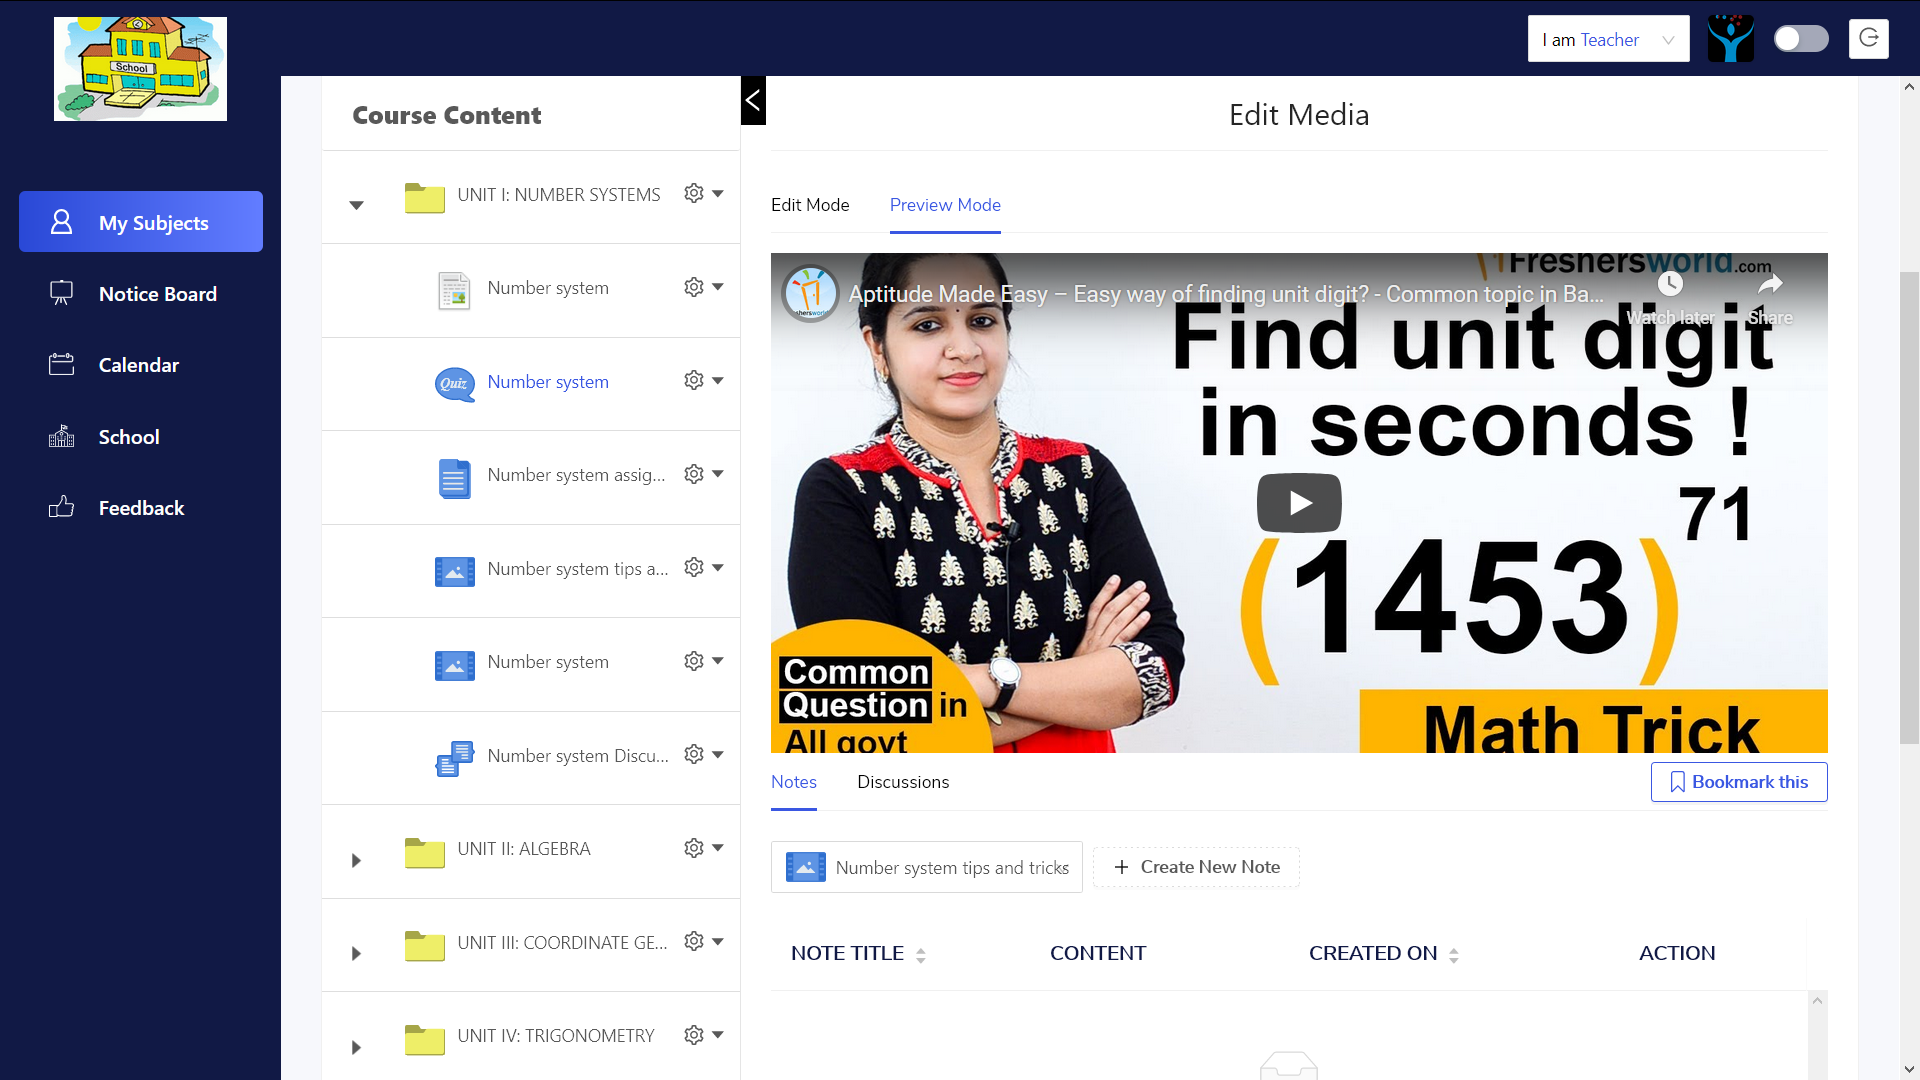 School
I am Teacher
My Subjects
Notice Board
Calendar
School
Feedback
Course Content
UNIT I: NUMBER SYSTEMS
Number system
Quiz
Number system
Number system assig...
Number system tips a...
Number system
Number system Discu...
UNIT II: ALGEBRA
UNIT III: COORDINATE GE...
UNIT IV: TRIGONOMETRY
Edit Media
Edit Mode
Preview Mode
Freshersworld.com
Aptitude Made Easy – Easy way of finding unit digit? - Common topic in Ba...
Watch later
Share
Find unit digit
in seconds !
(1453)71
Common
Question in
All govt
Math Trick
Notes
Discussions
Bookmark this
Number system tips and tricks
+ Create New Note
NOTE TITLE
CONTENT
CREATED ON
ACTION